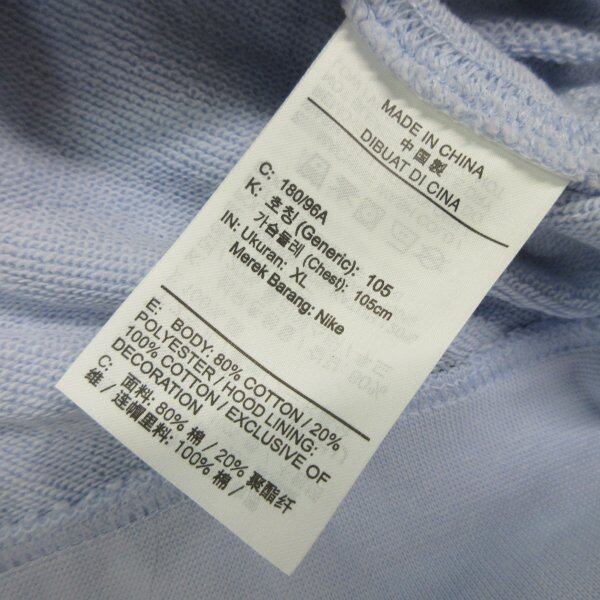 MADE IN CHINA
中国製
DIBUAT DI CINA
C: 180/96A
K: 호칭 (Generic): 105
가슴둘레 (Chest): 105cm
IN: Ukuran: XL
Merek Barang: Nike
E: BODY: 80% COTTON / 20%
POLYESTER / HOOD LINING:
100% COTTON / EXCLUSIVE OF
DECORATION
C: 面料: 80% 棉 / 20% 聚酯纤
维 / 连帽里料: 100% 棉 /